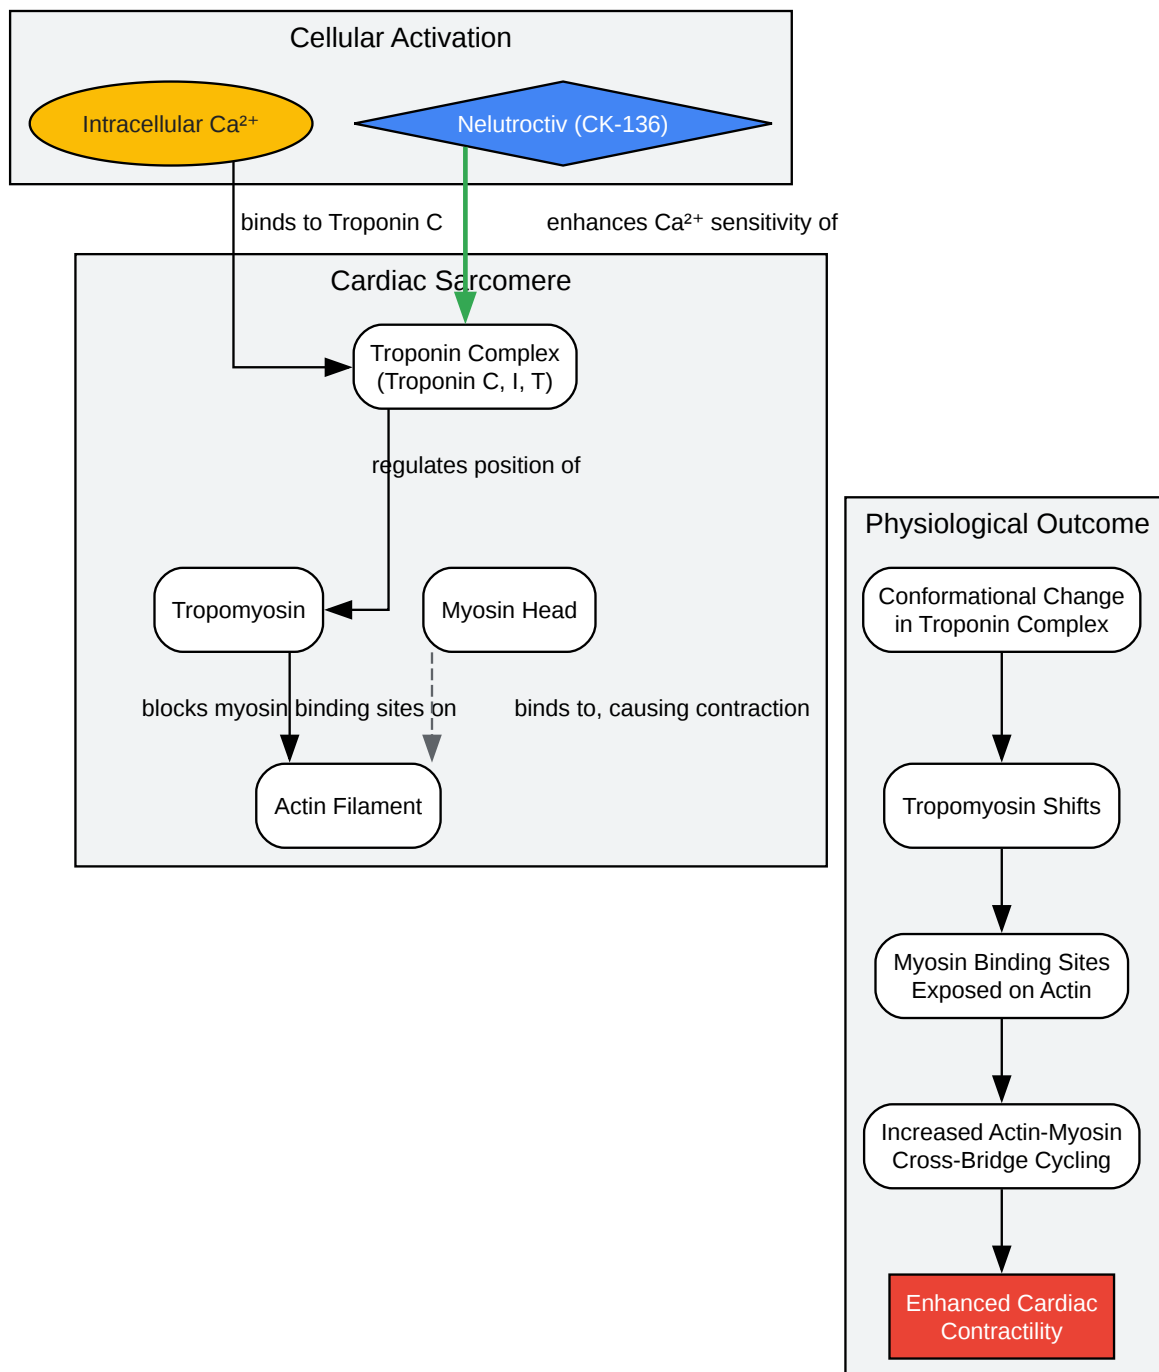 Cellular Activation
Intracellular Ca²⁺
Nelutroctiv (CK-136)
binds to Troponin C
enhances Ca²⁺ sensitivity of
Cardiac Sarcomere
Troponin Complex
(Troponin C, I, T)
regulates position of
Tropomyosin
Myosin Head
blocks myosin binding sites on
binds to, causing contraction
Actin Filament
Physiological Outcome
Conformational Change
in Troponin Complex
Tropomyosin Shifts
Myosin Binding Sites
Exposed on Actin
Increased Actin-Myosin
Cross-Bridge Cycling
Enhanced Cardiac
Contractility